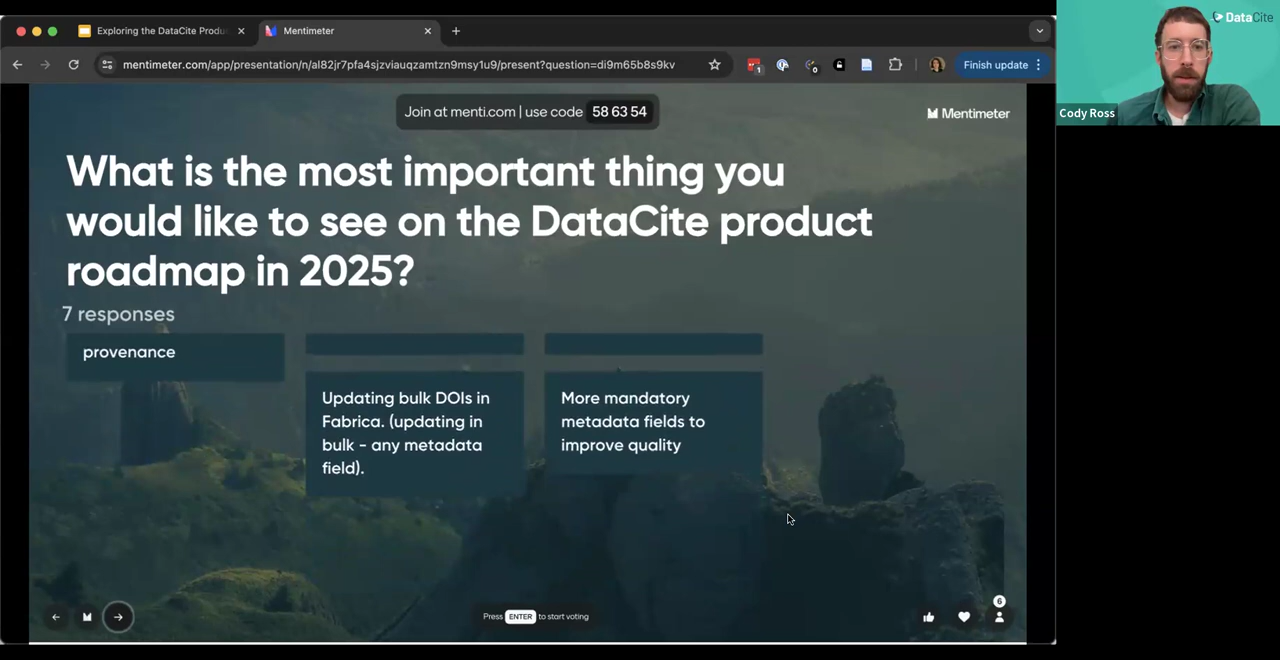 Exploring the DataCite Produ
Mentimeter
mentimeter.com/app/presentation/n/al82jr7pfa4sjzviauqzamtzn9msy1u9/present?question=di9m65b8s9kv
1
0
Finish update
DataCite
Cody Ross
Join at menti.com | use code 58 63 54
Mentimeter
What is the most important thing you
would like to see on the DataCite product
roadmap in 2025?
7 responses
provenance
Updating bulk DOIs in
Fabrica. (updating in
bulk - any metadata
field).
More mandatory
metadata fields to
improve quality
Press ENTER to start voting
6